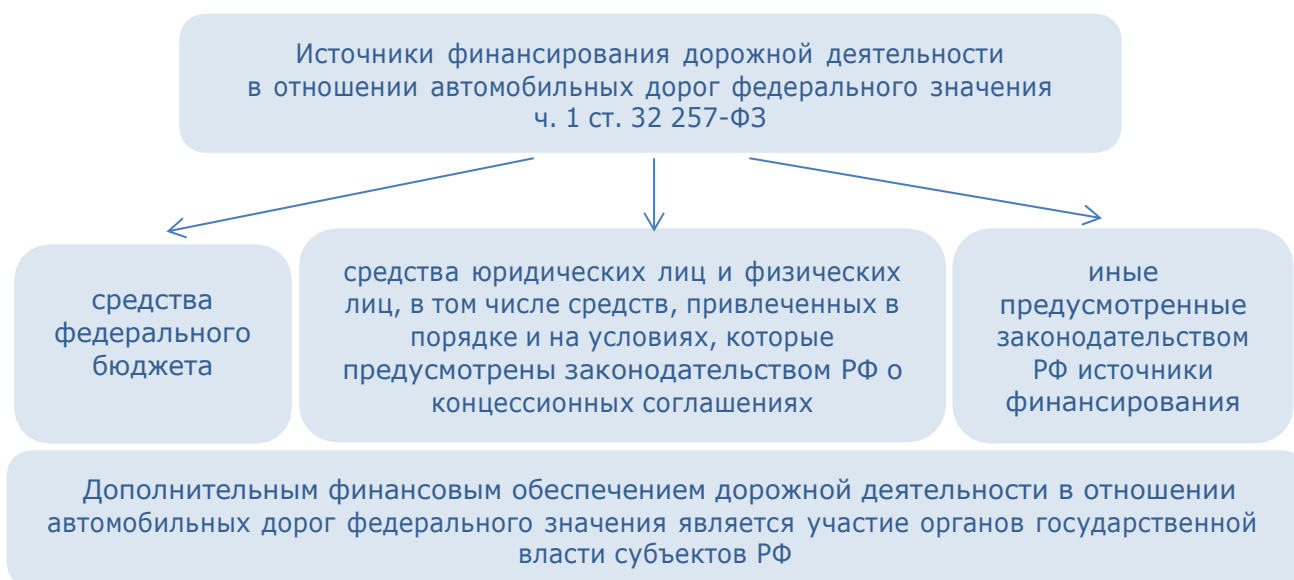 Источники финансирования дорожной деятельности
в отношении автомобильных дорог федерального значения
ч. 1 ст. 32 257-ФЗ
средства
федерального
бюджета
средства юридических лиц и физических
лиц, в том числе средств, привлеченных в
порядке и на условиях, которые
предусмотрены законодательством РФ о
концессионных соглашениях
иные
предусмотренные
законодательством
РФ источники
финансирования
Дополнительным финансовым обеспечением дорожной деятельности в отношении
автомобильных дорог федерального значения является участие органов государственной
власти субъектов РФ